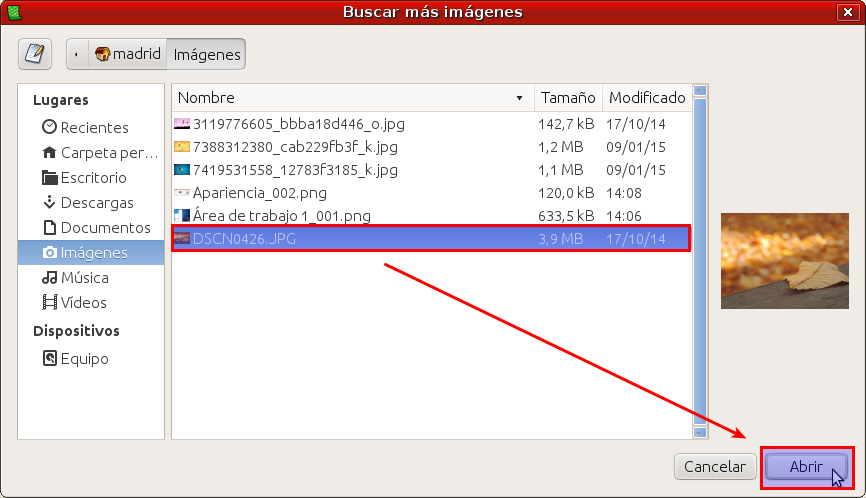 Buscar más imágenes
madrid Imágenes
Lugares
Recientes
Carpeta per...
Escritorio
Descargas
Documentos
Imágenes
Música
Vídeos
Dispositivos
Equipo
Nombre Tamaño Modificado
3119776605_bbba18d446_o.jpg 142,7 kB 17/10/14
7388312380_cab229fb3f_k.jpg 1,2 MB 09/01/15
7419531558_12783f3185_k.jpg 1,1 MB 09/01/15
Apariencia_002.png 120,0 kB 14:08
Área de trabajo 1_001.png 633,5 kB 14:06
DSCN0426.JPG 3,9 MB 17/10/14
Cancelar Abrir